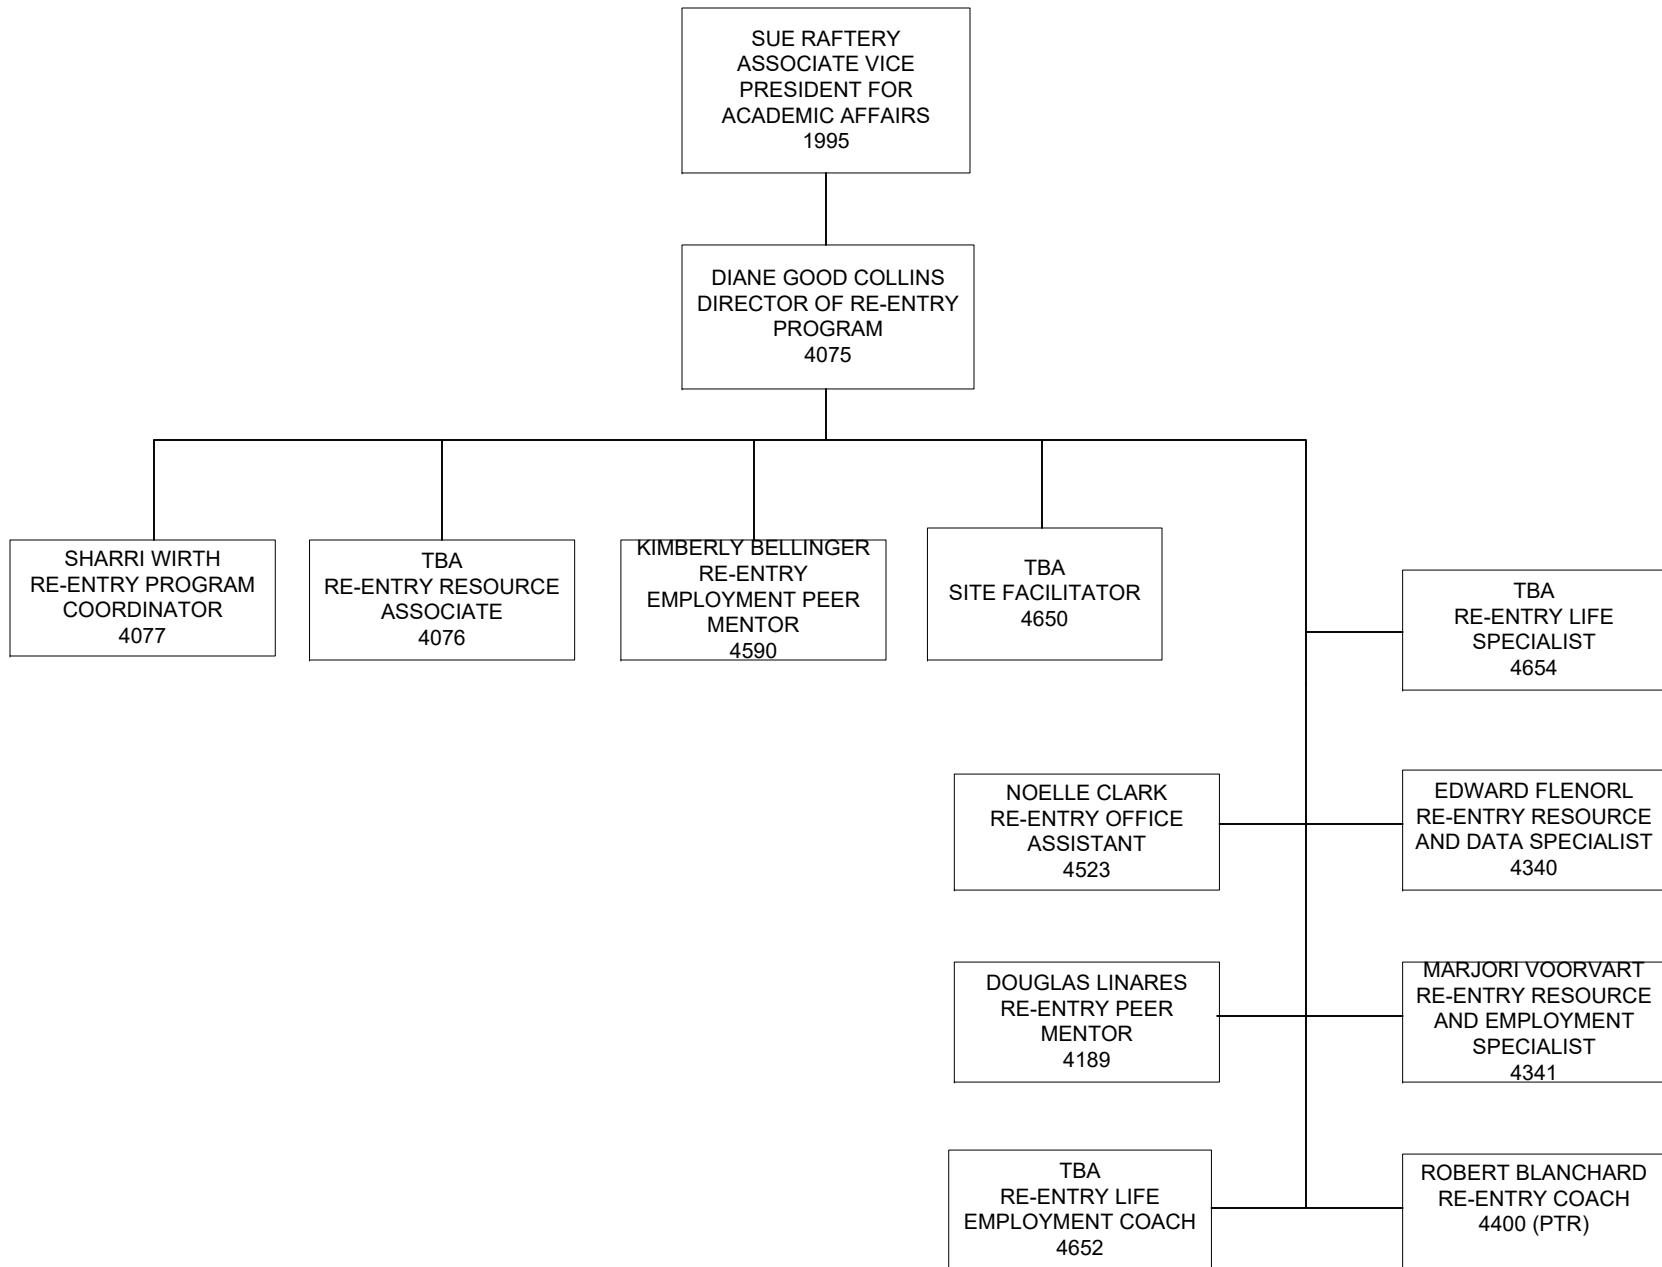 SUE RAFTERY
ASSOCIATE VICE
PRESIDENT FOR
ACADEMIC AFFAIRS
1995
DIANE GOOD COLLINS
DIRECTOR OF RE-ENTRY
PROGRAM
4075
SHARRI WIRTH
RE-ENTRY PROGRAM
COORDINATOR
4077
TBA
RE-ENTRY RESOURCE
ASSOCIATE
4076
KIMBERLY BELLINGER
RE-ENTRY
EMPLOYMENT PEER
MENTOR
4590
TBA
SITE FACILITATOR
4650
TBA
RE-ENTRY LIFE
SPECIALIST
4654
NOELLE CLARK
RE-ENTRY OFFICE
ASSISTANT
4523
EDWARD FLENORL
RE-ENTRY RESOURCE
AND DATA SPECIALIST
4340
DOUGLAS LINARES
RE-ENTRY PEER
MENTOR
4189
MARJORI VOORVART
RE-ENTRY RESOURCE
AND EMPLOYMENT
SPECIALIST
4341
TBA
RE-ENTRY LIFE
EMPLOYMENT COACH
4652
ROBERT BLANCHARD
RE-ENTRY COACH
4400 (PTR)